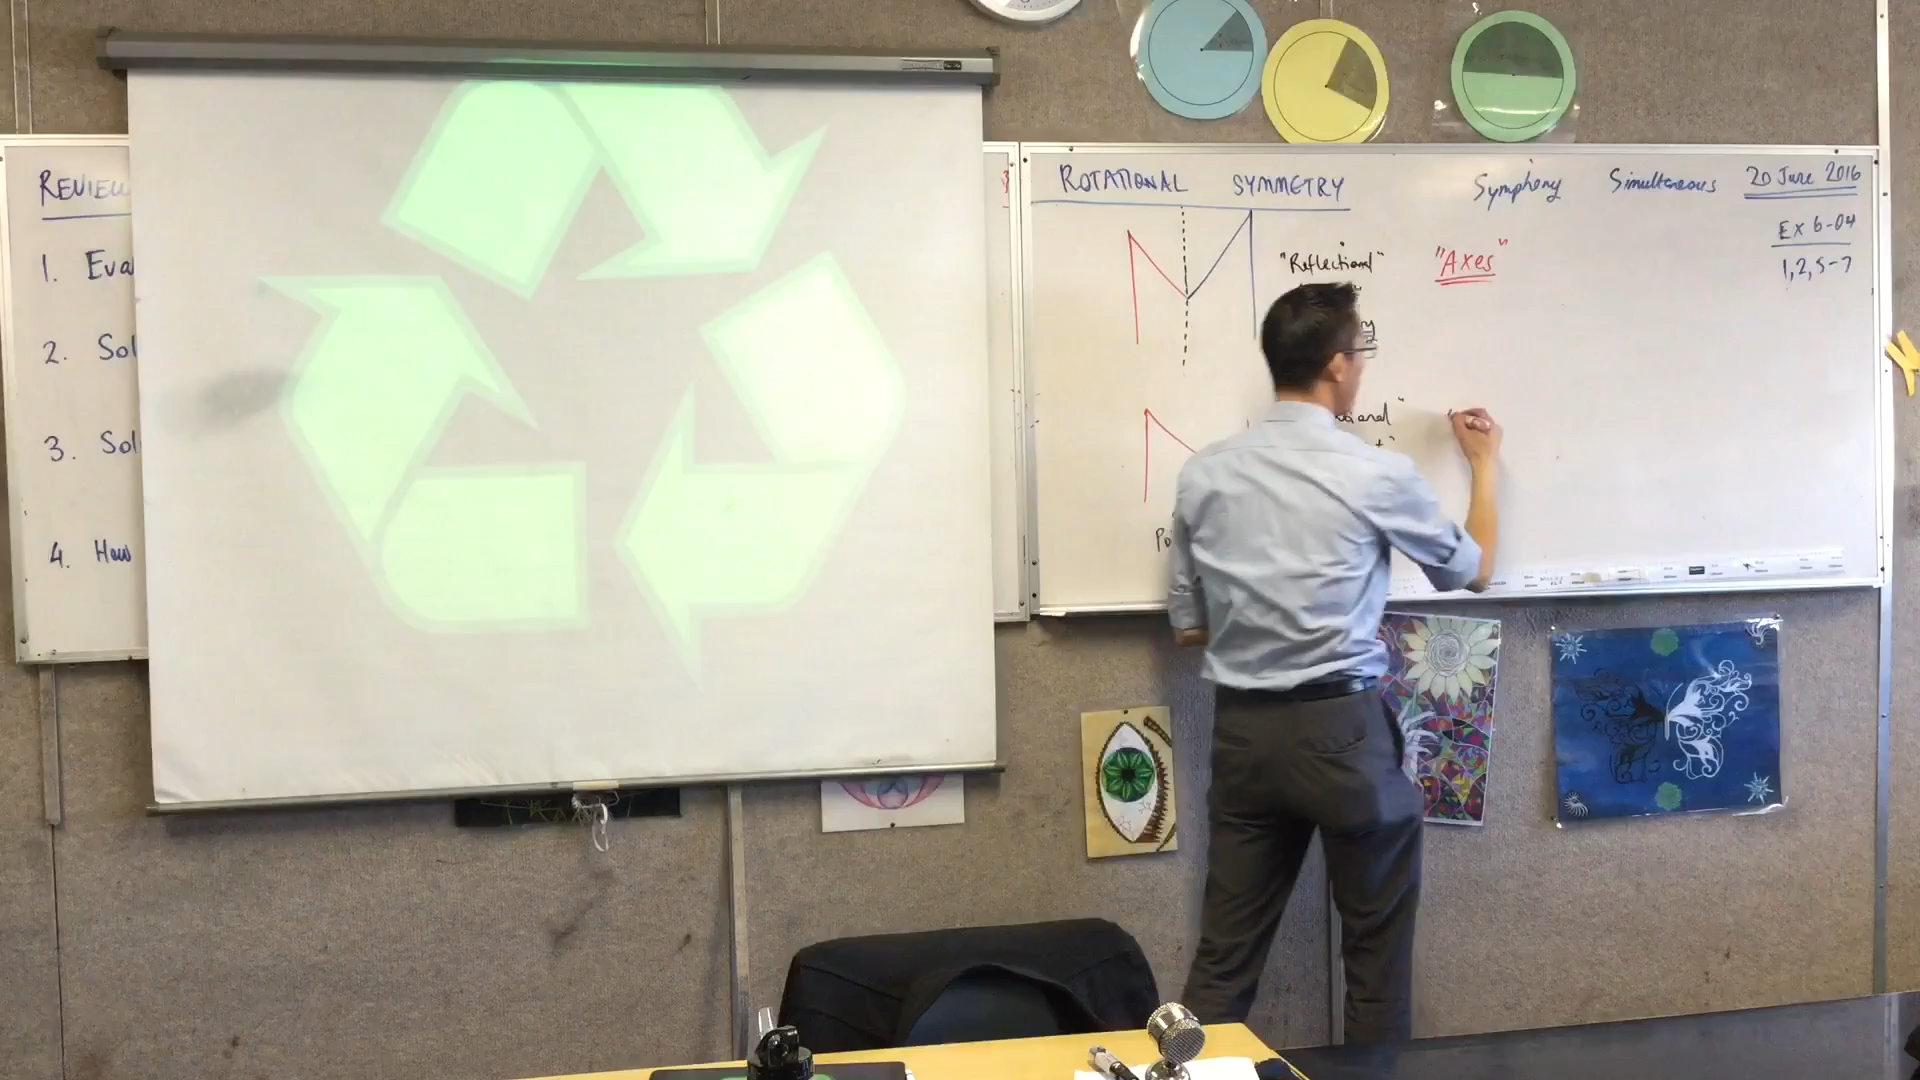 REVIEW
1. Eva
2. Sol
3. Sol
4. How
ROTATIONAL SYMMETRY
Symphony Simultaneous 20 June 2016
Ex 6-04
1, 2, 5-7
"Reflectional"
"Axes"
Po